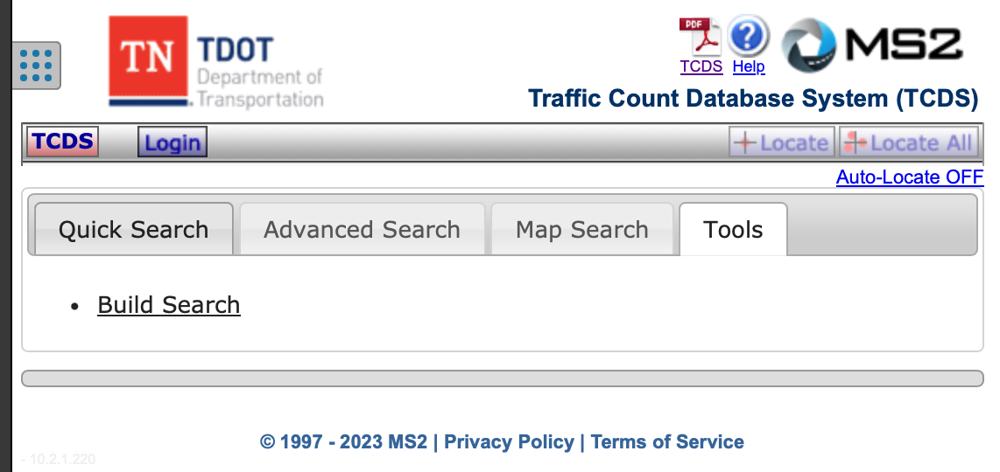 TN
TDOT
Department of
Transportation
PDF
TCDS
?
Help
MS2
Traffic Count Database System (TCDS)
TCDS Login Locate Locate All
Auto-Locate OFF
Quick Search Advanced Search Map Search Tools
• Build Search
© 1997 - 2023 MS2 | Privacy Policy | Terms of Service
- 10.2.1.220